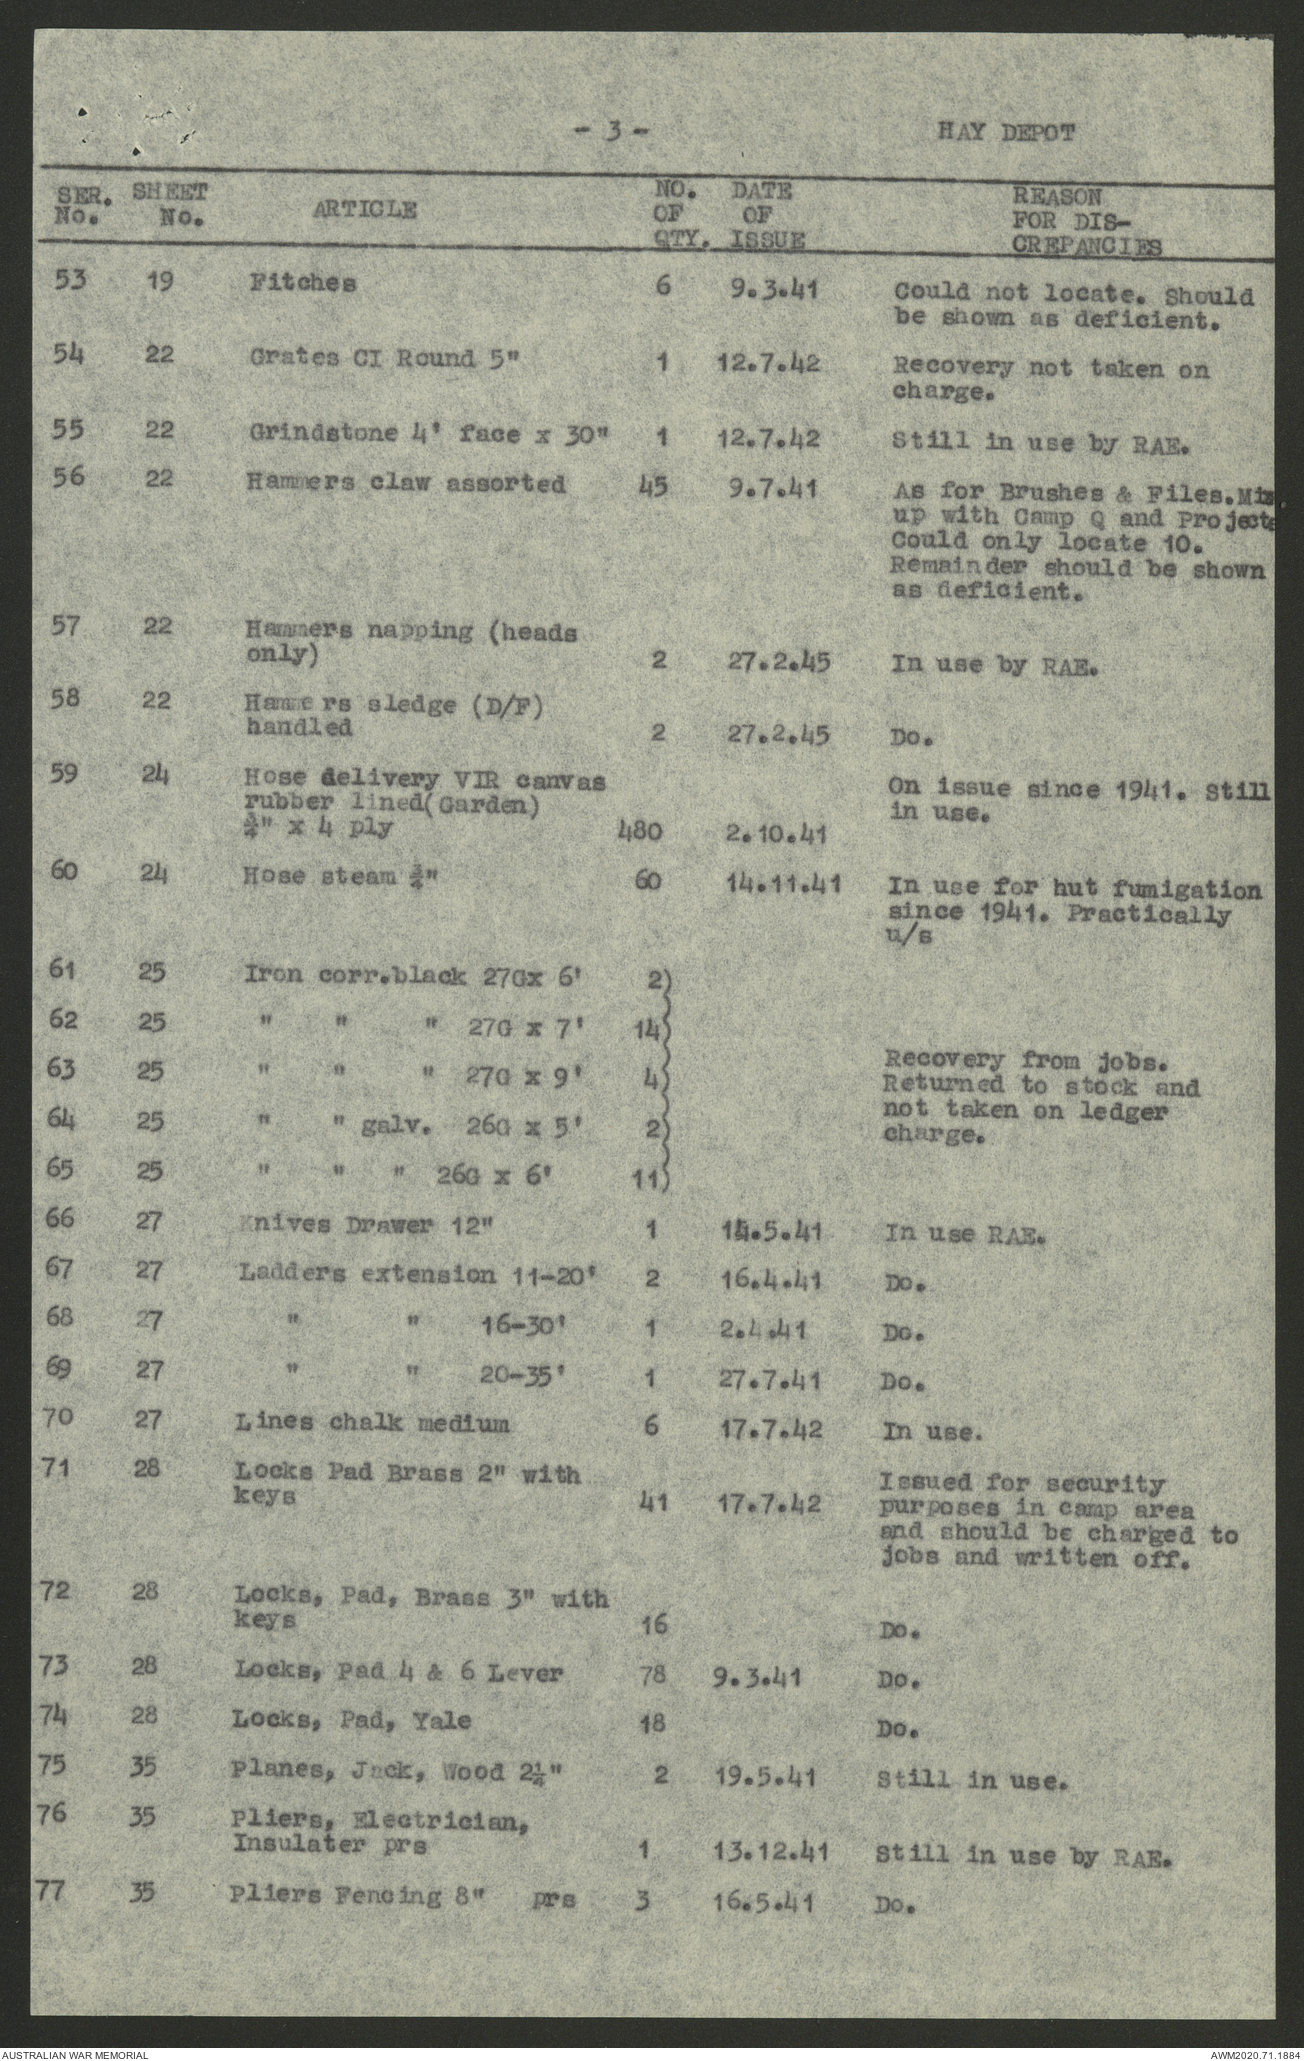 - 3 -    HAY DEPOT
SER. No.    SHEET No.    ARTICLE    NO. OF QTY.    DATE OF ISSUE    REASON FOR DIS-CREPANCIES
53    19    Fitches    6    9.3.41    Could not locate. Should
be shown as deficient.
54    22    Grates CI Round 5"    1    12.7.42    Recovery not taken on
charge.
55    22    Grindstone 4' face x 30"    1    12.7.42    Still in use by RAE.
56    22    Hammers claw assorted    45    9.7.41    As for Brushes & Files. Mix
up with Camp Q and Projects
Could only locate 10.
Remainder should be shown
as deficient.
57    22    Hammers napping (heads
only)    2    27.2.45    In use by RAE.
58    22    Hammers sledge (D/F)
handled    2    27.2.45    Do.
59    24    Hose delivery VIR canvas
rubber lined(Garden)    On issue since 1941. Still
¾" x 4 ply    480    2.10.41    in use.
60    24    Hose steam ¾"    60    14.11.41    In use for hut fumigation
since 1941. Practically
u/s
61    25    Iron corr.black 27Gx 6'    2)
62    25    "    "    "    27G x 7'    14)
63    25    "    "    "    27G x 9'    4)    Recovery from jobs.
Returned to stock and
64    25    "    " galv.    26G x 5'    2)    not taken on ledger
charge.
65    25    "    "    "    26G x 6'    11)
66    27    Knives Drawer 12"    1    14.5.41    In use RAE.
67    27    Ladders extension 11-20'    2    16.4.41    Do.
68    27    "    "    16-30'    1    2.4.41    Do.
69    27    "    "    20-35'    1    27.7.41    Do.
70    27    Lines chalk medium    6    17.7.42    In use.
71    28    Locks Pad Brass 2" with    Issued for security
keys    41    17.7.42    purposes in camp area
and should be charged to
jobs and written off.
72    28    Locks, Pad, Brass 3" with
keys    16    Do.
73    28    Locks, Pad 4 & 6 Lever    78    9.3.41    Do.
74    28    Locks, Pad, Yale    18    Do.
75    35    Planes, Jack, Wood 2¼"    2    19.5.41    Still in use.
76    35    Pliers, Electrician,
Insulater prs    1    13.12.41    Still in use by RAE.
77    35    Pliers Fencing 8"    prs    3    16.5.41    Do.
AUSTRALIAN WAR MEMORIAL    AWM2020.71.1884